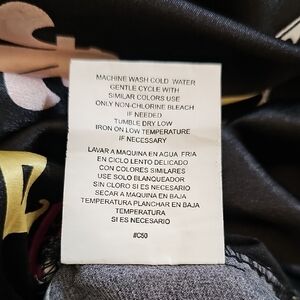 MACHINE WASH COLD WATER
GENTLE CYCLE WITH
SIMILAR COLORS USE
ONLY NON-CHLORINE BLEACH
IF NEEDED
TUMBLE DRY LOW
IRON ON LOW TEMPERATURE
IF NECESSARY
LAVAR A MAQUINA EN AGUA FRIA
EN CICLO LENTO DELICADO
CON COLORES SIMILARES
USE SOLO BLANQUEADOR
SIN CLORO SI ES NECESARIO
SECAR A MAQUINA EN BAJA
TEMPERATURA PLANCHAR EN BAJA
TEMPERATURA
SI ES NECESARIO
#C50